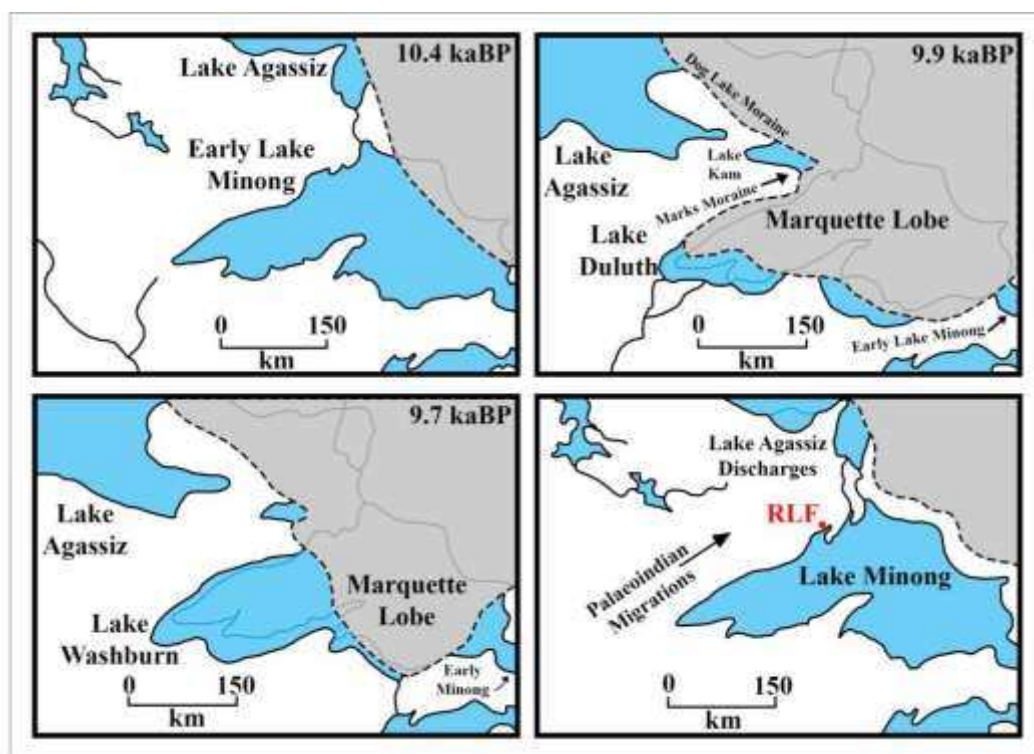 10.4 kaBP
Lake Agassiz
Early Lake
Minong
0 150
km
9.9 kaBP
Dog Lake Moraine
Lake
Agassiz
Lake
Kam
Marks Moraine
Marquette Lobe
Lake
Duluth
0 150
km
Early Lake Minong
9.7 kaBP
Lake
Agassiz
Marquette
Lobe
Lake
Washburn
0 150
km
Early
Minong
Lake Agassiz
Discharges
RLF
Palaeoindian
Migrations
Lake Minong
0 150
km